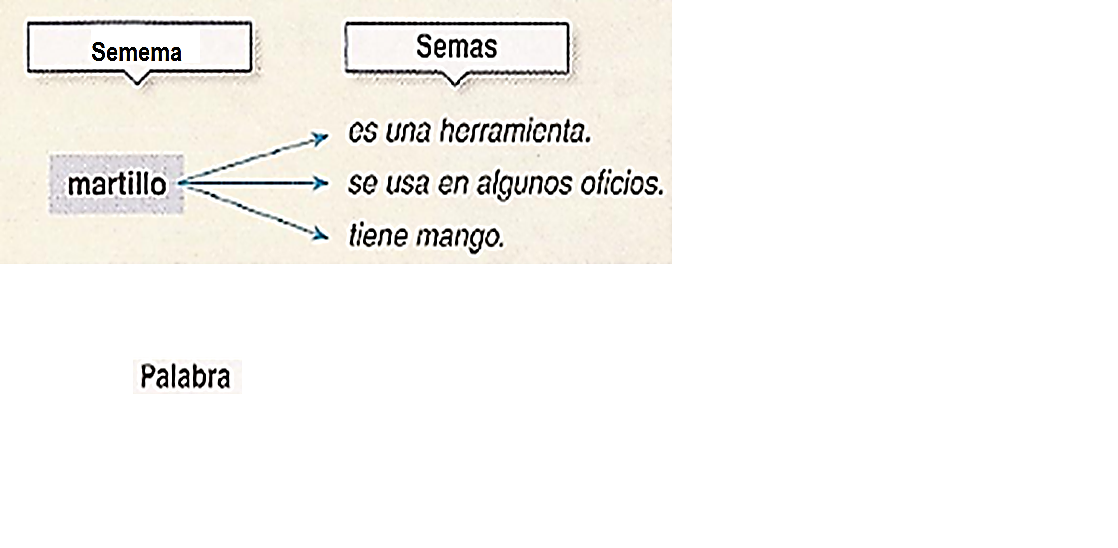 Semema
Semas
es una herramienta.
martillo
se usa en algunos oficios.
tiene mango.
Palabra